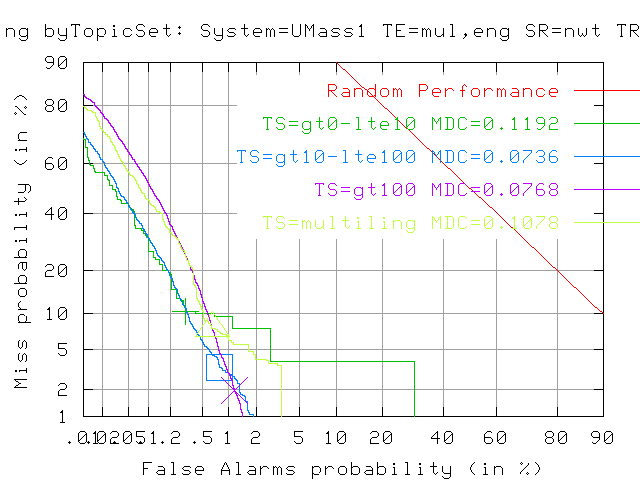 ng byTopicSet: System=UMass1 TE=mul,eng SR=nwt TR
Random Performance
TS=gt0-lte10 MDC=0.1192
TS=gt10-lte100 MDC=0.0736
TS=gt100 MDC=0.0768
TS=multiling MDC=0.1078
Miss probability (in %)
90
80
60
40
20
10
5
2
1
.5 1 2 5 10 20 40 60 80 90
False Alarms probability (in %)